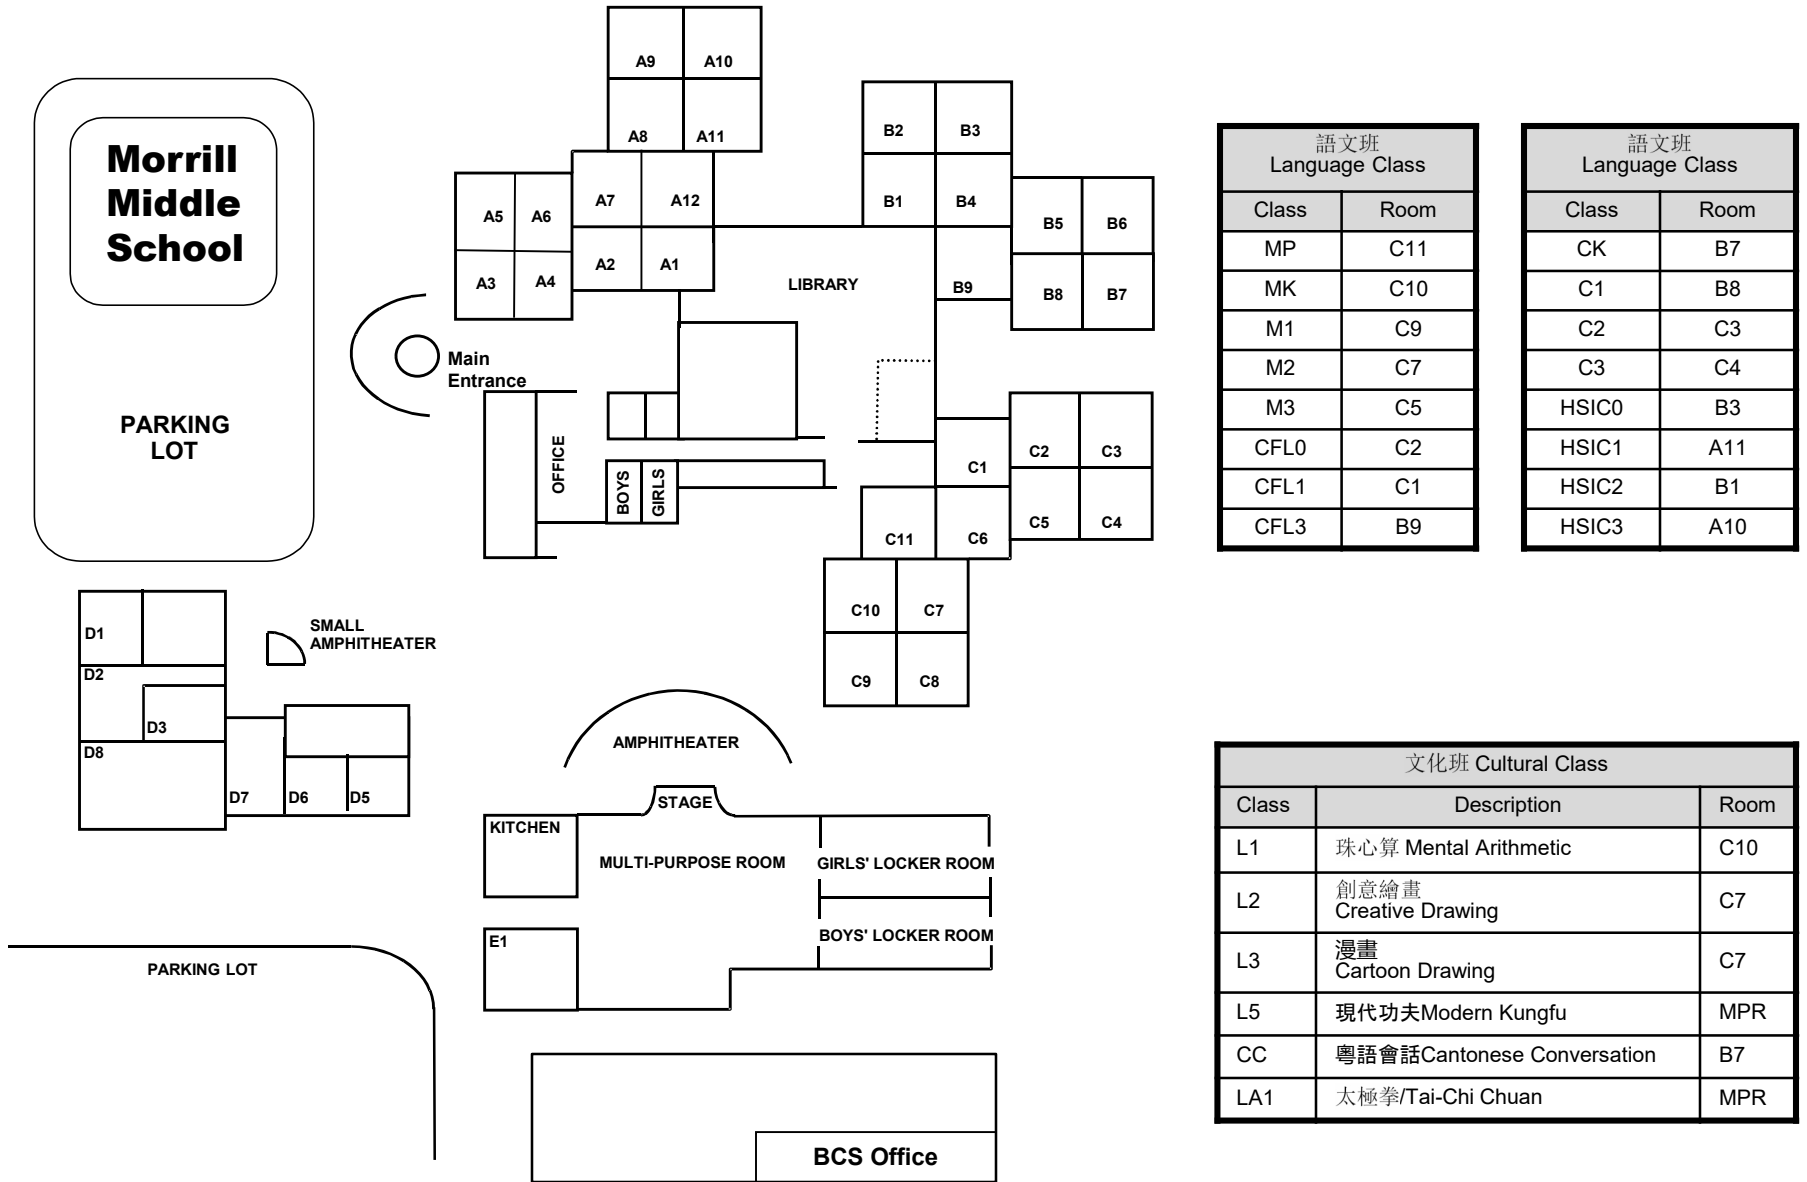 Morrill
Middle
School
PARKING
LOT
A9 A10
A8 A11
A5 A6 A7 A12
A3 A4 A2 A1
B2 B3
B1 B4
B5 B6
B9 B8 B7
LIBRARY
Main
Entrance
OFFICE
BOYS
GIRLS
C1 C2 C3
C11 C6 C5 C4
C10 C7
C9 C8
D1
D2
D3
D8
D7 D6 D5
SMALL
AMPHITHEATER
AMPHITHEATER
STAGE
KITCHEN
MULTI-PURPOSE ROOM
GIRLS' LOCKER ROOM
BOYS' LOCKER ROOM
E1
PARKING LOT
BCS Office
語文班
Language Class
Class Room
MP C11
MK C10
M1 C9
M2 C7
M3 C5
CFL0 C2
CFL1 C1
CFL3 B9
語文班
Language Class
Class Room
CK B7
C1 B8
C2 C3
C3 C4
HSIC0 B3
HSIC1 A11
HSIC2 B1
HSIC3 A10
文化班 Cultural Class
Class Description Room
L1 珠心算 Mental Arithmetic C10
L2 創意繪畫
Creative Drawing C7
L3 漫畫
Cartoon Drawing C7
L5 現代功夫Modern Kungfu MPR
CC 粵語會話Cantonese Conversation B7
LA1 太極拳/Tai-Chi Chuan MPR